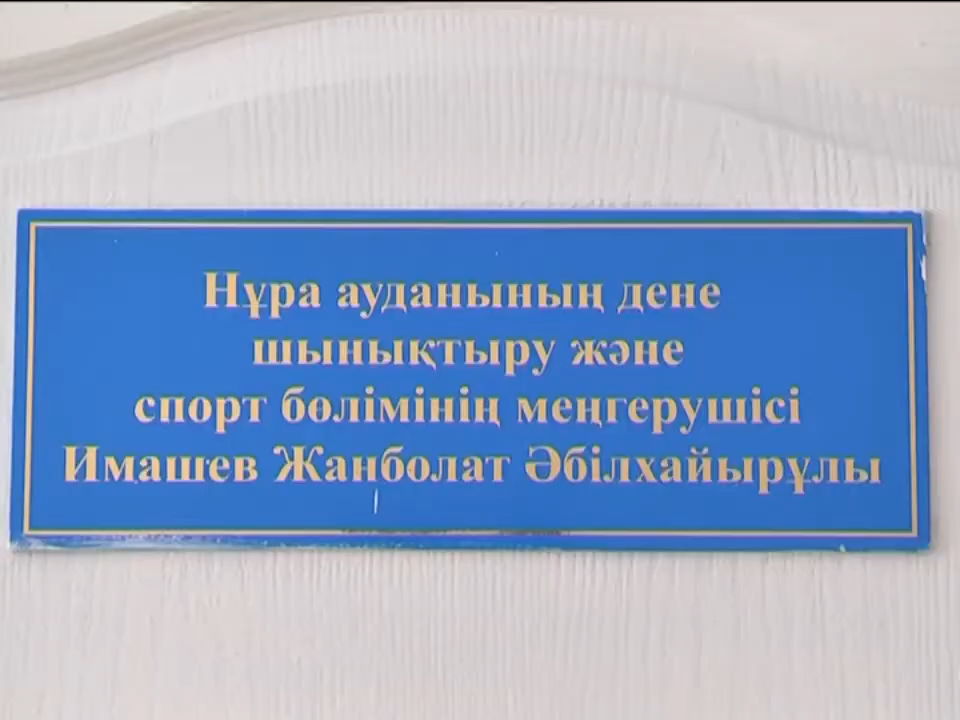 Нұра ауданының дене
шынықтыру және
спорт бөлімінің меңгерушісі
Имашев Жанболат Әбілхайырұлы